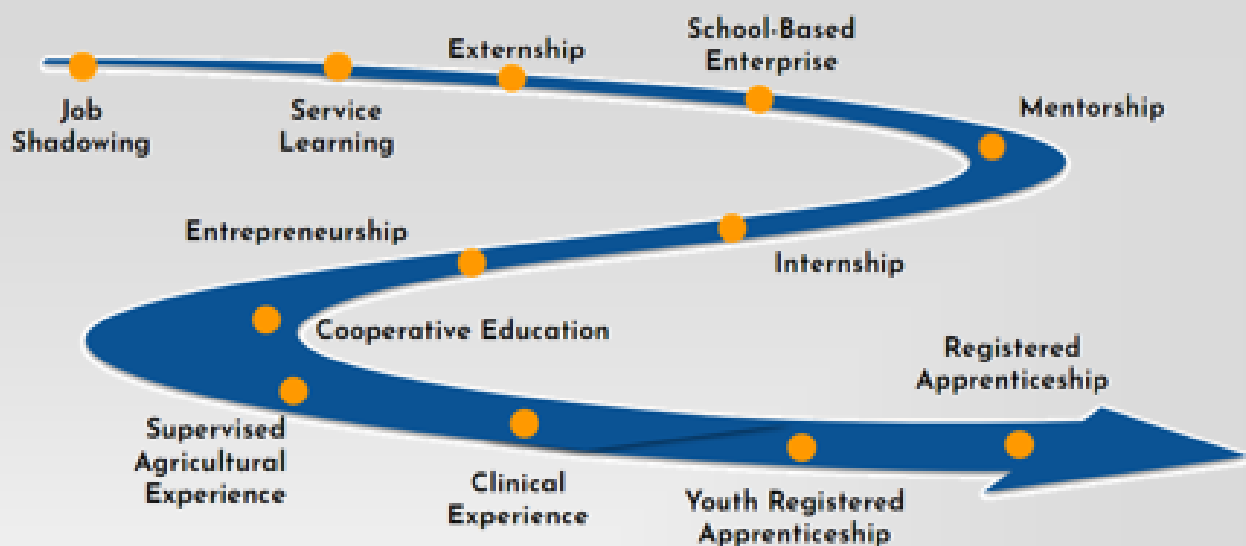 Job
Shadowing
Service
Learning
Externship
School-Based
Enterprise
Mentorship
Internship
Entrepreneurship
Cooperative Education
Supervised
Agricultural
Experience
Clinical
Experience
Youth Registered
Apprenticeship
Registered
Apprenticeship